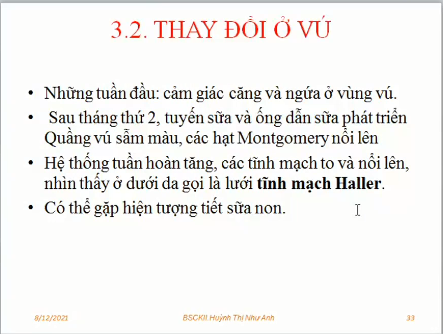 3.2. THAY ĐỔI Ở VÚ
• Những tuần đầu: cảm giác căng và ngứa ở vùng vú.
• Sau tháng thứ 2, tuyến sữa và ống dẫn sữa phát triển
Quầng vú sẫm màu, các hạt Montgomery nổi lên
• Hệ thống tuần hoàn tăng, các tĩnh mạch to và nổi lên,
nhìn thấy ở dưới da gọi là lưới tĩnh mạch Haller.
• Có thể gặp hiện tượng tiết sữa non.
8/12/2021
BSCKII.Huỳnh Thị Như Anh
33